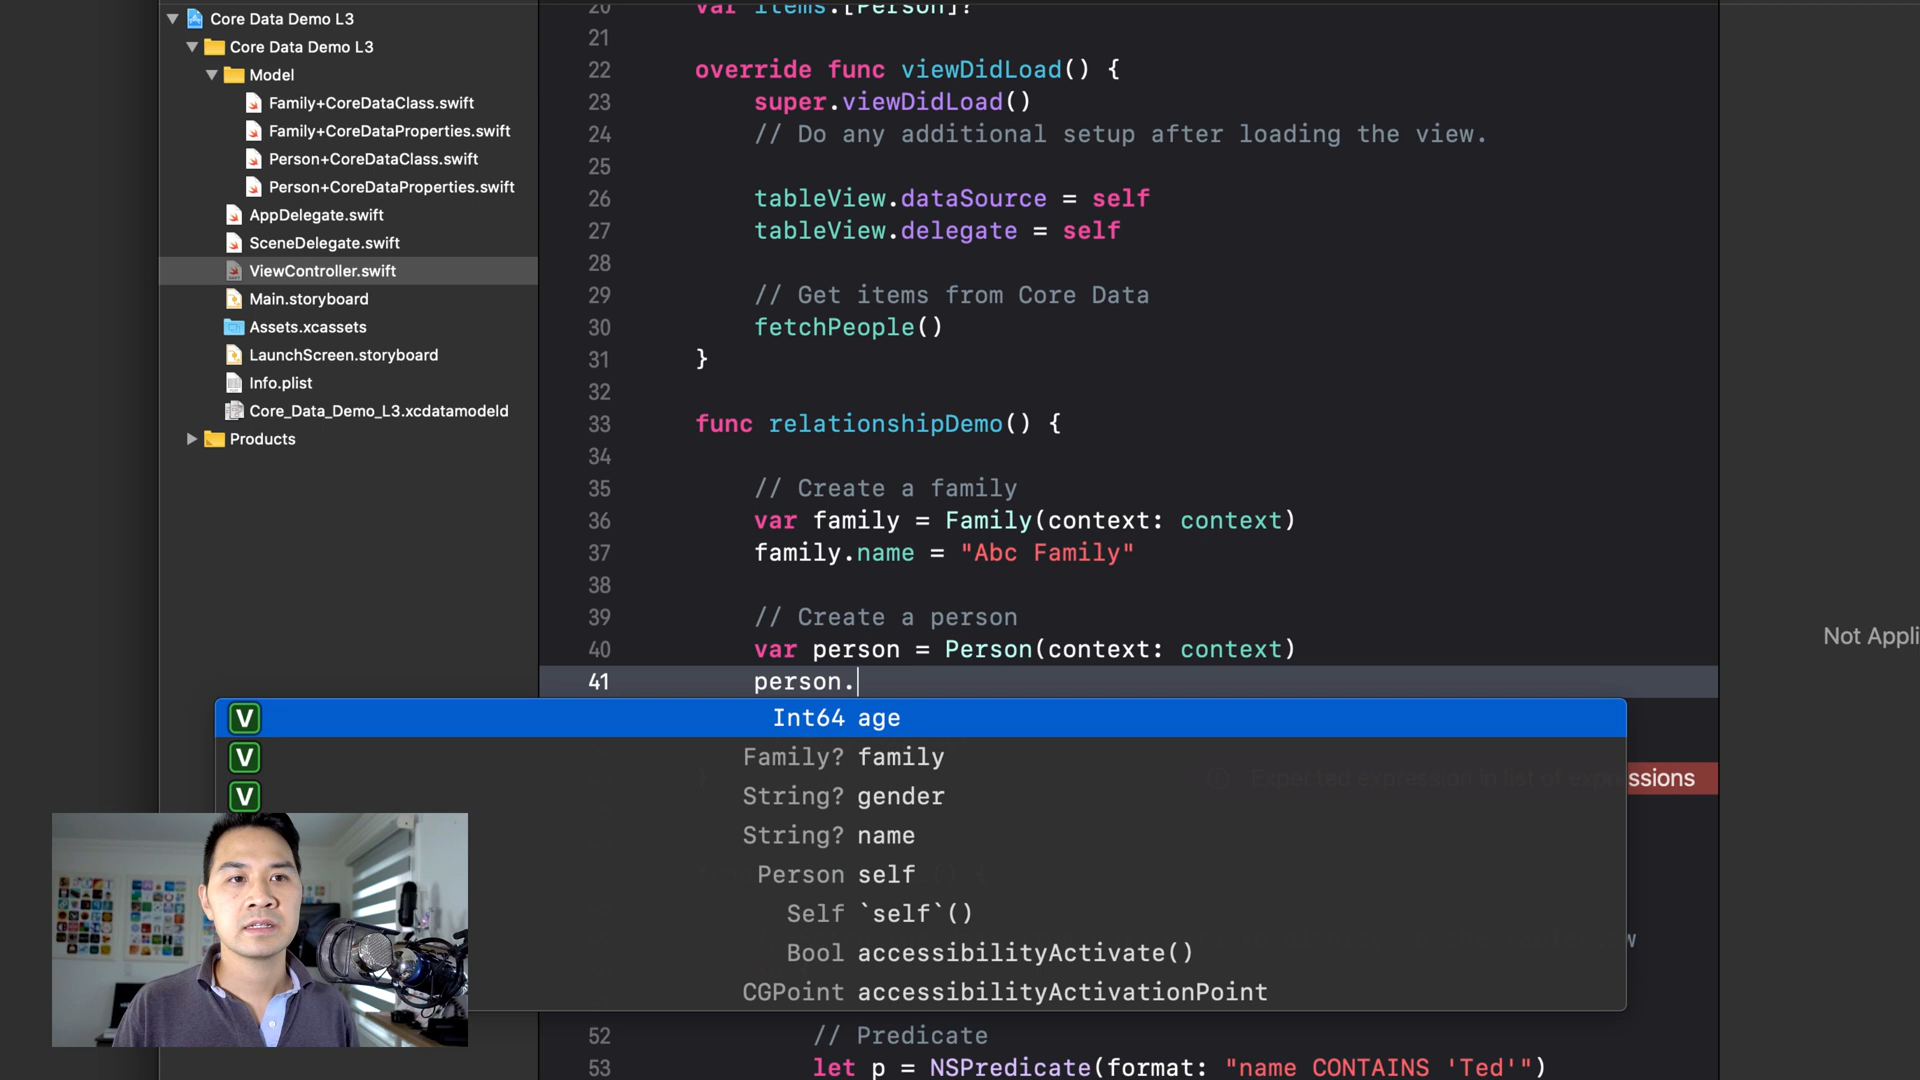 Core Data Demo L3
Core Data Demo L3
Model
Family+CoreDataClass.swift
Family+CoreDataProperties.swift
Person+CoreDataClass.swift
Person+CoreDataProperties.swift
AppDelegate.swift
SceneDelegate.swift
ViewController.swift
Main.storyboard
Assets.xcassets
LaunchScreen.storyboard
Info.plist
Core_Data_Demo_L3.xcdatamodeld
Products
20 var items:[Person]?
21
22 override func viewDidLoad() {
23 super.viewDidLoad()
24 // Do any additional setup after loading the view.
25
26 tableView.dataSource = self
27 tableView.delegate = self
28
29 // Get items from Core Data
30 fetchPeople()
31 }
32
33 func relationshipDemo() {
34
35 // Create a family
36 var family = Family(context: context)
37 family.name = "Abc Family"
38
39 // Create a person
40 var person = Person(context: context)
41 person.
V Int64 age
V Family? family
V String? gender
String? name
Person self
Self `self`()
Bool accessibilityActivate()
CGPoint accessibilityActivationPoint
Expected expression in list of expressions
w
52 // Predicate
53 let p = NSPredicate(format: "name CONTAINS 'Ted'")
Not Appli